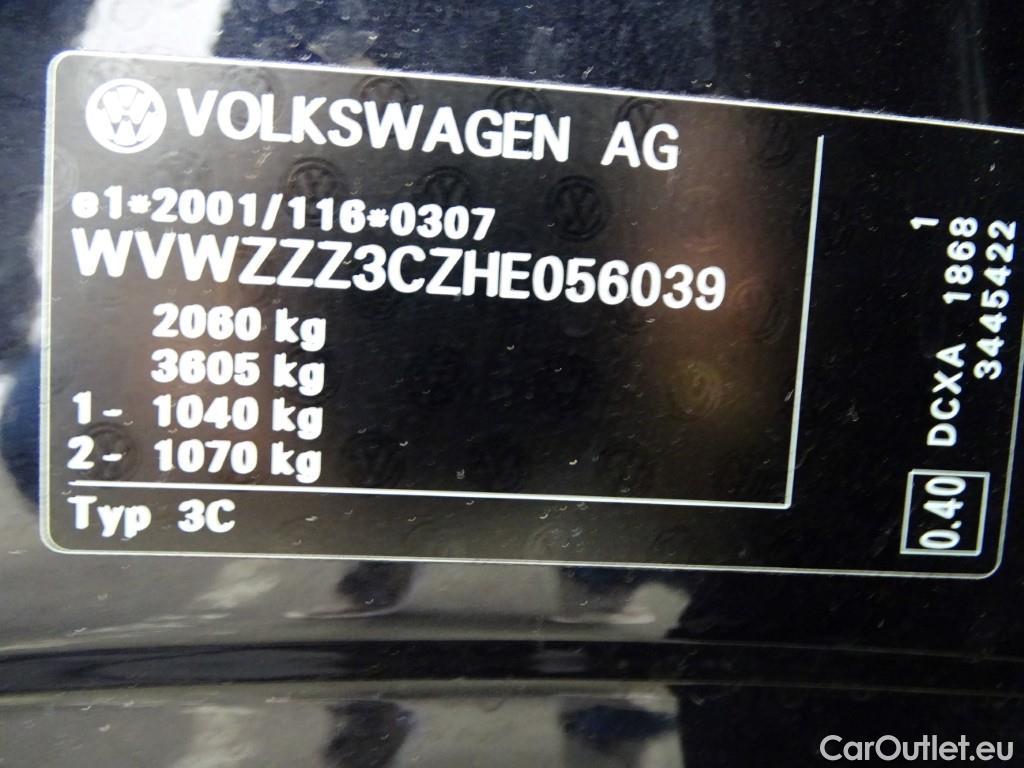 VOLKSWAGEN AG
e1*2001/116*0307
WVWZZZ3CZHE056039
2060 kg
3605 kg
1- 1040 kg
2- 1070 kg
Typ 3C
1
DCXA 1868
3445422
0.40
CarOutlet.eu